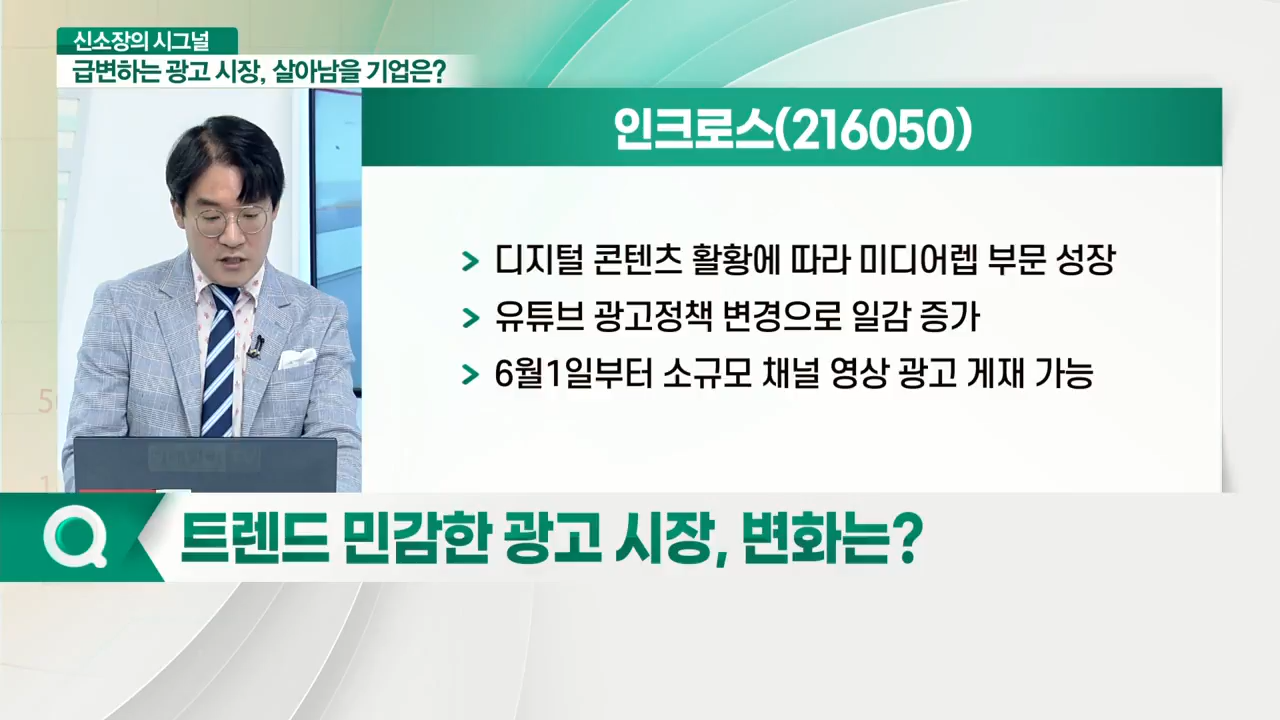 신소장의 시그널
급변하는 광고 시장, 살아남을 기업은?
인크로스(216050)
디지털 콘텐츠 활황에 따라 미디어렙 부문 성장
유튜브 광고정책 변경으로 일감 증가
6월1일부터 소규모 채널 영상 광고 게재 가능
트렌드 민감한 광고 시장, 변화는?